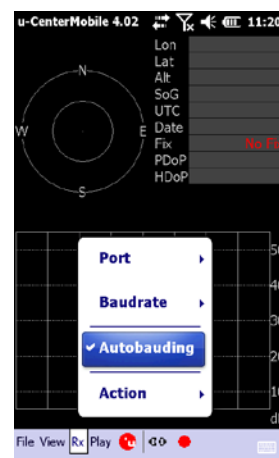 u-CenterMobile 4.02 11:20
Lon
N
Lat
Alt
SoG
UTC
W E Date
Fix No Fi
PDoP
HDoP
S
Port
Baudrate
Autobauding
Action
File View Rx Play